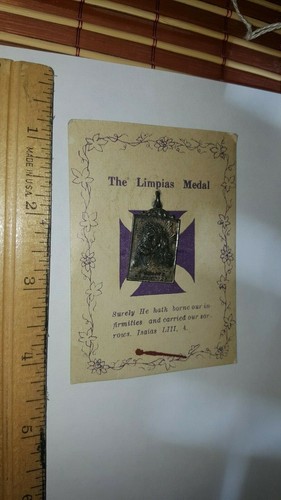 The Limpias Medal
Surely He hath borne our in
firmities and carried our sor-
rows. Isaias LIII, 4.
MADE IN U.S.A.
1
2
3
4
5
6